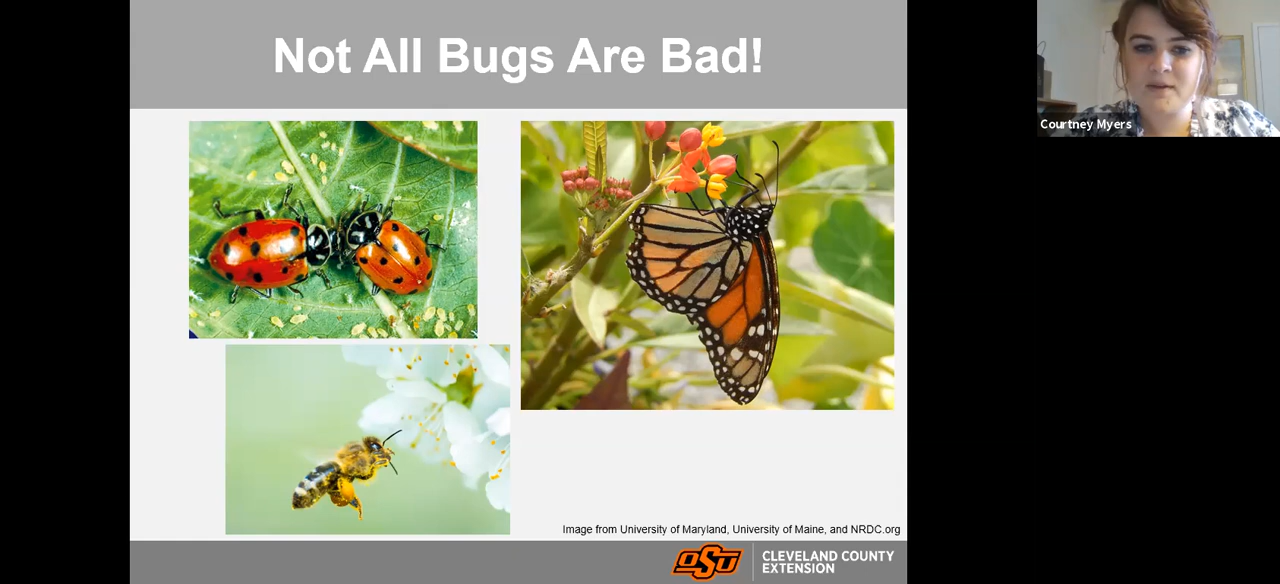 Not All Bugs Are Bad!
Courtney Myers
Image from University of Maryland, University of Maine, and NRDC.org
OSU
CLEVELAND COUNTY
EXTENSION